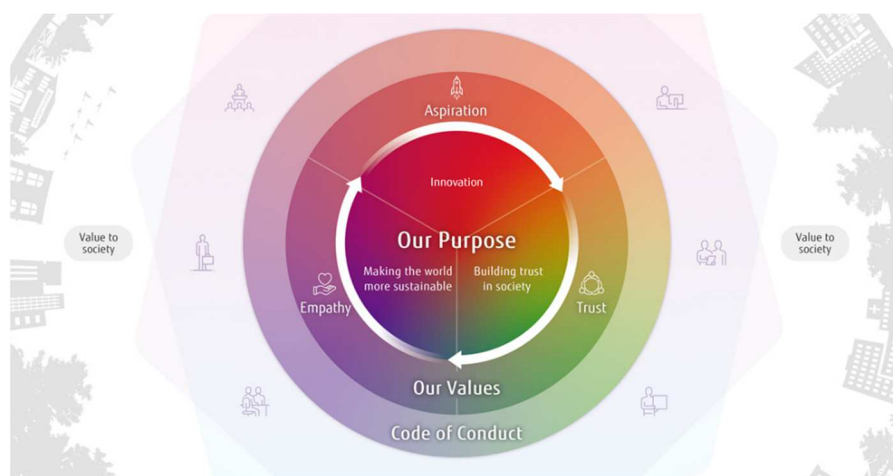 Aspiration
Innovation
Our Purpose
Value to
society
Value to
society
Making the world
more sustainable
Building trust
in society
Empathy
Trust
Our Values
Code of Conduct